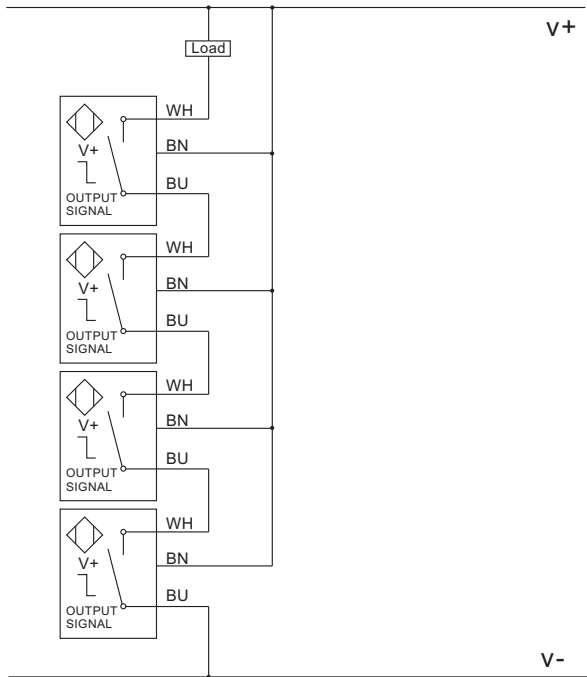 v+
Load
WH
BN
V+
BU
OUTPUT
SIGNAL
WH
BN
V+
BU
OUTPUT
SIGNAL
WH
BN
V+
BU
OUTPUT
SIGNAL
WH
BN
V+
BU
OUTPUT
SIGNAL
v-